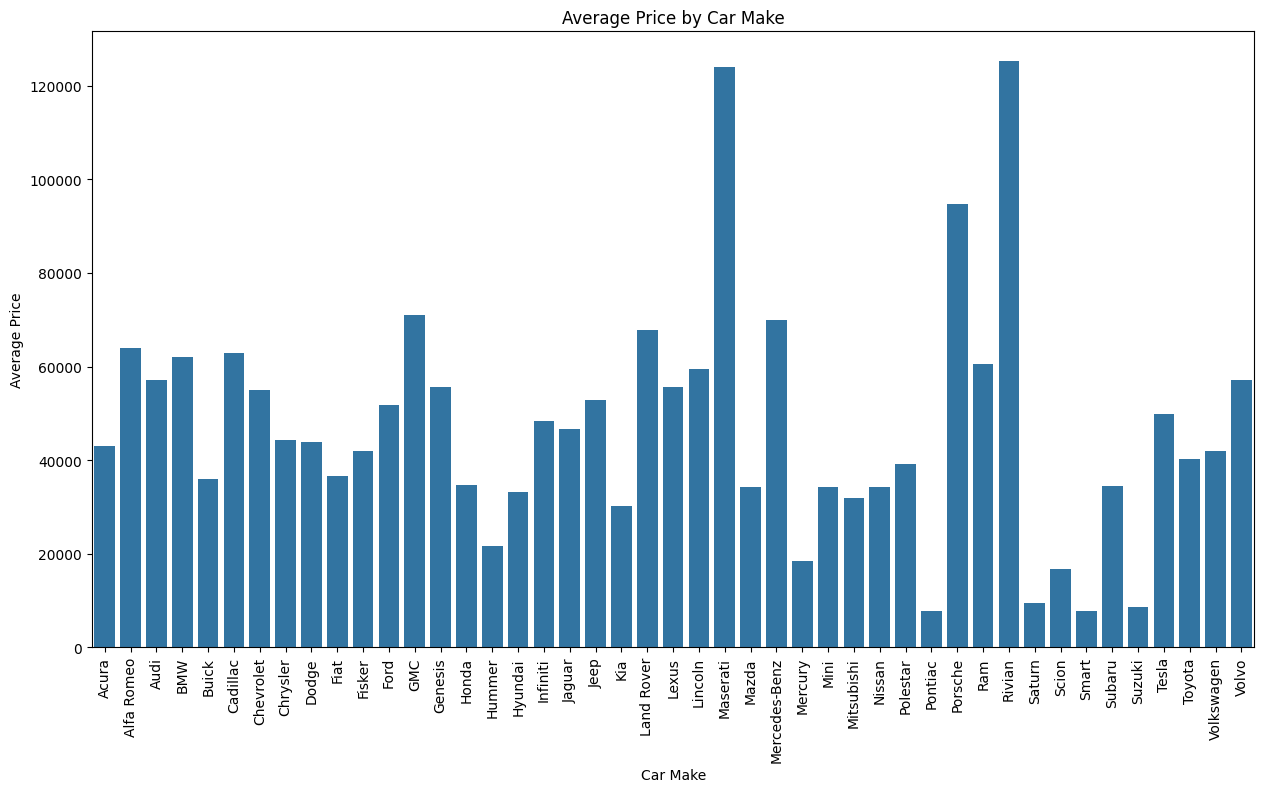 Average Price by Car Make
Average Price
120000
100000
80000
60000
40000
20000
0
Acura
Alfa Romeo
Audi
BMW
Buick
Cadillac
Chevrolet
Chrysler
Dodge
Fiat
Fisker
Ford
GMC
Genesis
Honda
Hummer
Hyundai
Infiniti
Jaguar
Jeep
Kia
Land Rover
Lexus
Lincoln
Maserati
Mazda
Mercedes-Benz
Mercury
Mini
Mitsubishi
Nissan
Polestar
Pontiac
Porsche
Ram
Rivian
Saturn
Scion
Smart
Subaru
Suzuki
Tesla
Toyota
Volkswagen
Volvo
Car Make